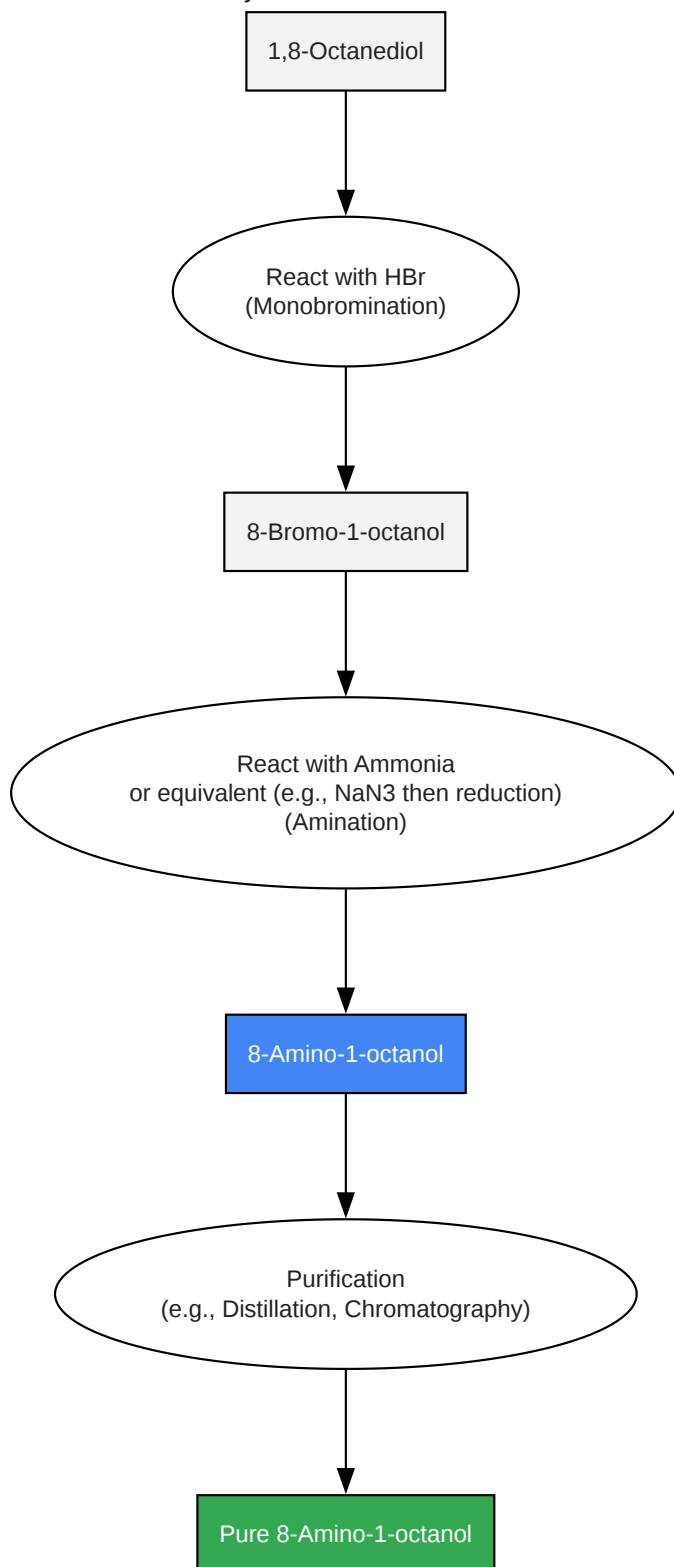 1,8-Octanediol
React with HBr
(Monobromination)
8-Bromo-1-octanol
React with Ammonia
or equivalent (e.g., NaN3 then reduction)
(Amination)
8-Amino-1-octanol
Purification
(e.g., Distillation, Chromatography)
Pure 8-Amino-1-octanol